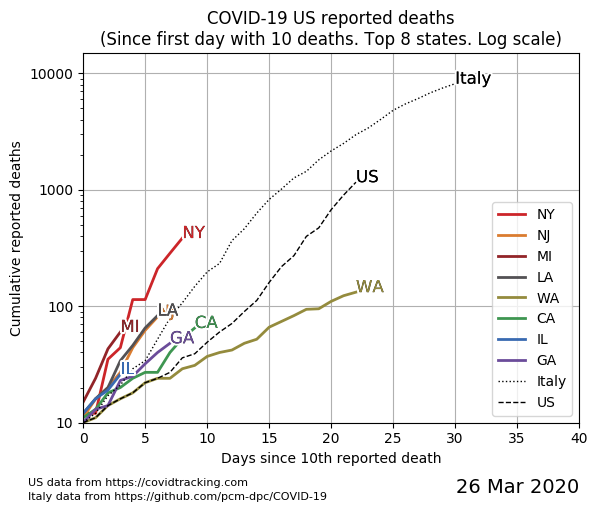 COVID-19 US reported deaths
(Since first day with 10 deaths. Top 8 states. Log scale)
Cumulative reported deaths
10000
1000
100
10
Italy
US
NY
WA
LA
MI
CA
GA
IL
NY
NJ
MI
LA
WA
CA
IL
GA
Italy
US
0 5 10 15 20 25 30 35 40
Days since 10th reported death
US data from https://covidtracking.com
Italy data from https://github.com/pcm-dpc/COVID-19
26 Mar 2020